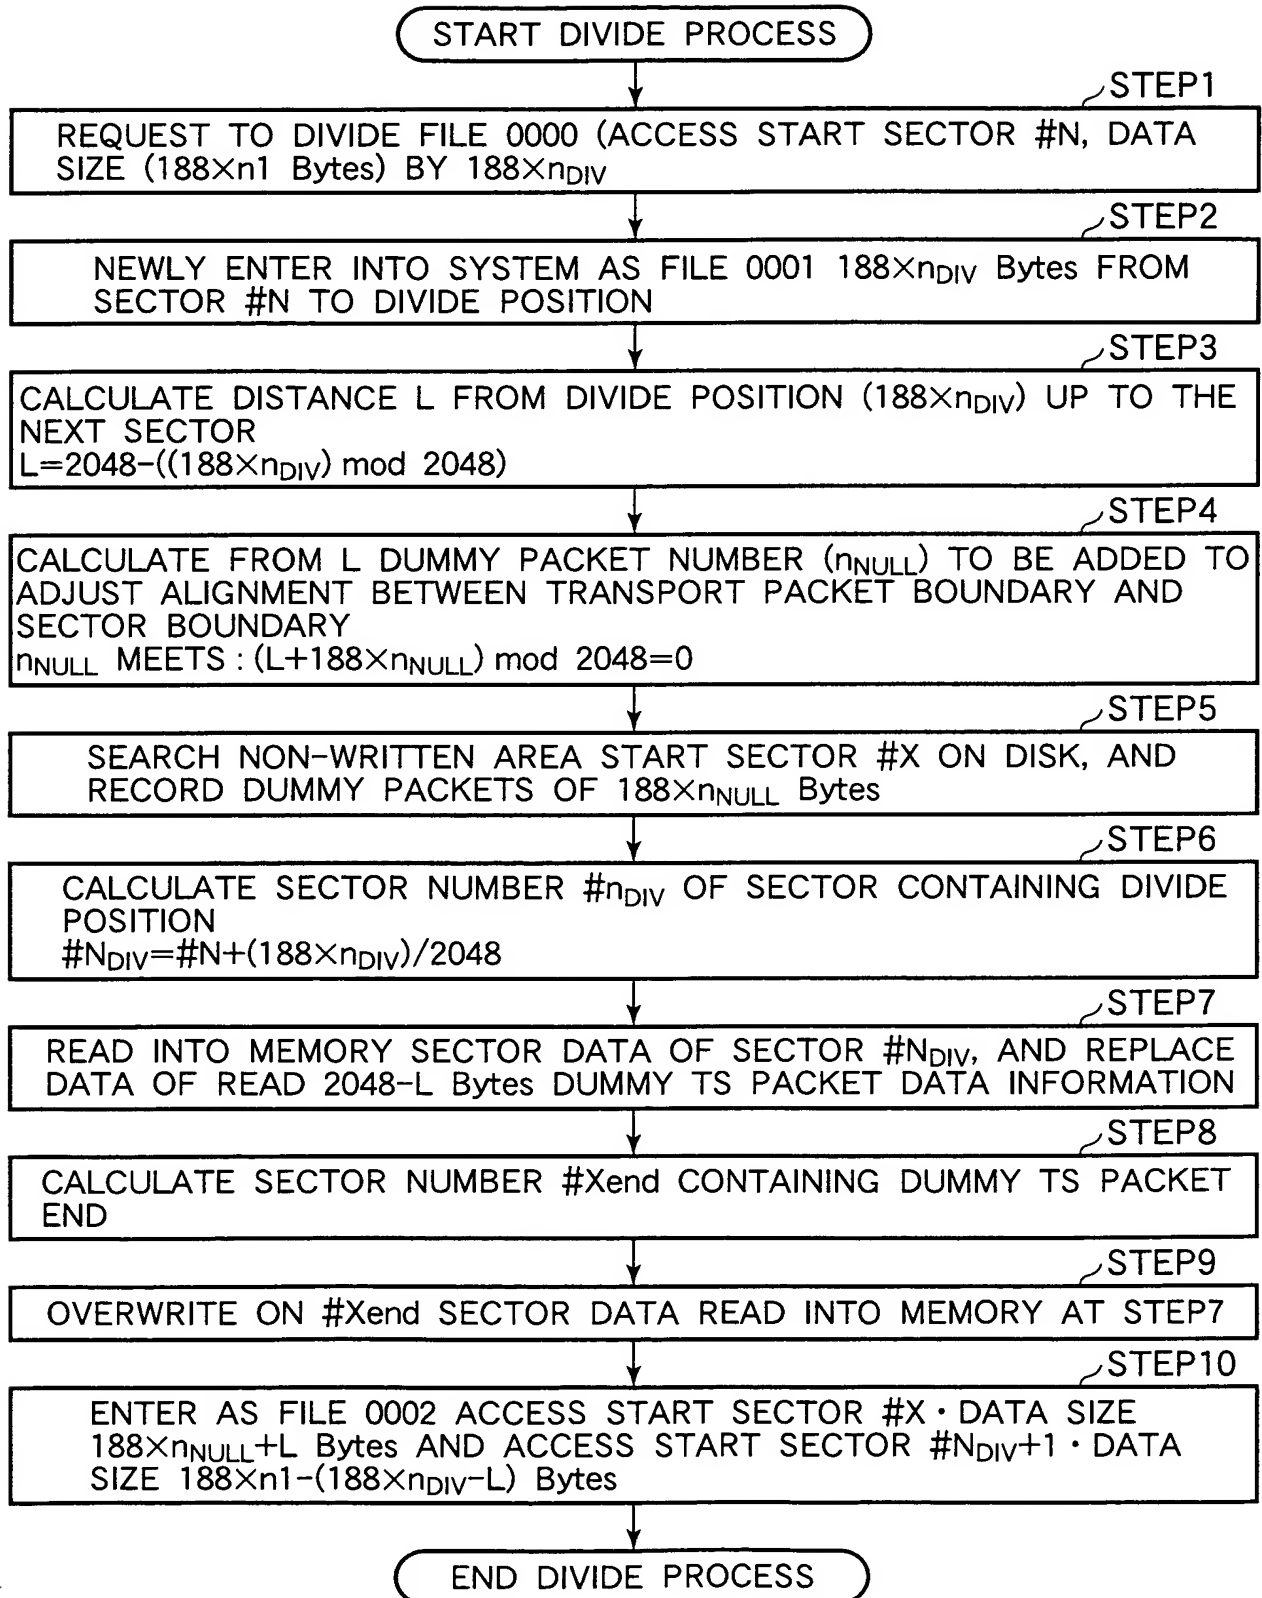 START DIVIDE PROCESS
STEP1
REQUEST TO DIVIDE FILE 0000 (ACCESS START SECTOR #N, DATA
SIZE (188×n1 Bytes) BY 188×nDIV
STEP2
NEWLY ENTER INTO SYSTEM AS FILE 0001 188×nDIV Bytes FROM
SECTOR #N TO DIVIDE POSITION
STEP3
CALCULATE DISTANCE L FROM DIVIDE POSITION (188×nDIV) UP TO THE
NEXT SECTOR
L=2048-((188×nDIV) mod 2048)
STEP4
CALCULATE FROM L DUMMY PACKET NUMBER (nNULL) TO BE ADDED TO
ADJUST ALIGNMENT BETWEEN TRANSPORT PACKET BOUNDARY AND
SECTOR BOUNDARY
nNULL MEETS : (L+188×nNULL) mod 2048=0
STEP5
SEARCH NON-WRITTEN AREA START SECTOR #X ON DISK, AND
RECORD DUMMY PACKETS OF 188×nNULL Bytes
STEP6
CALCULATE SECTOR NUMBER #nDIV OF SECTOR CONTAINING DIVIDE
POSITION
#NDIV=#N+(188×nDIV)/2048
STEP7
READ INTO MEMORY SECTOR DATA OF SECTOR #NDIV, AND REPLACE
DATA OF READ 2048-L Bytes DUMMY TS PACKET DATA INFORMATION
STEP8
CALCULATE SECTOR NUMBER #Xend CONTAINING DUMMY TS PACKET
END
STEP9
OVERWRITE ON #Xend SECTOR DATA READ INTO MEMORY AT STEP7
STEP10
ENTER AS FILE 0002 ACCESS START SECTOR #X · DATA SIZE
188×nNULL+L Bytes AND ACCESS START SECTOR #NDIV+1 · DATA
SIZE 188×n1-(188×nDIV-L) Bytes
END DIVIDE PROCESS